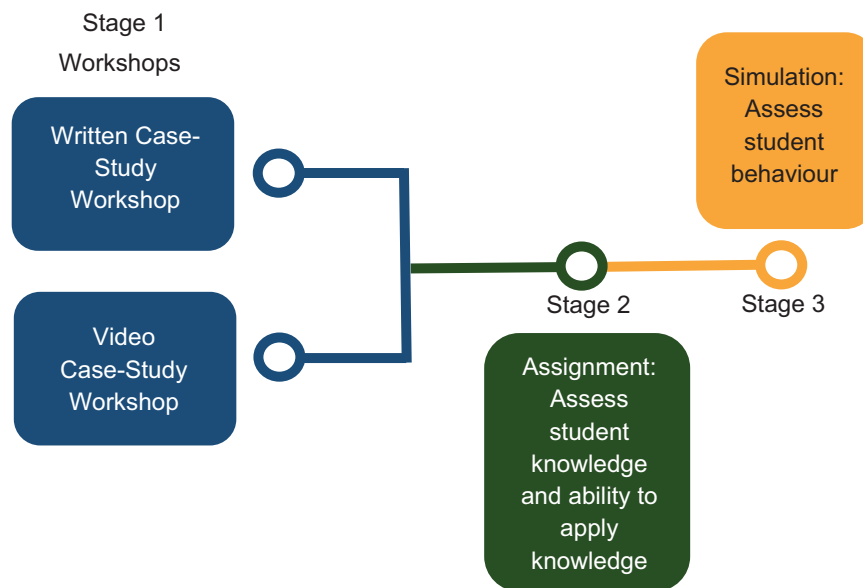 Stage 1
Workshops
Written Case-
Study
Workshop
Video
Case-Study
Workshop
Stage 2
Assignment:
Assess
student
knowledge
and ability to
apply
knowledge
Simulation:
Assess
student
behaviour
Stage 3